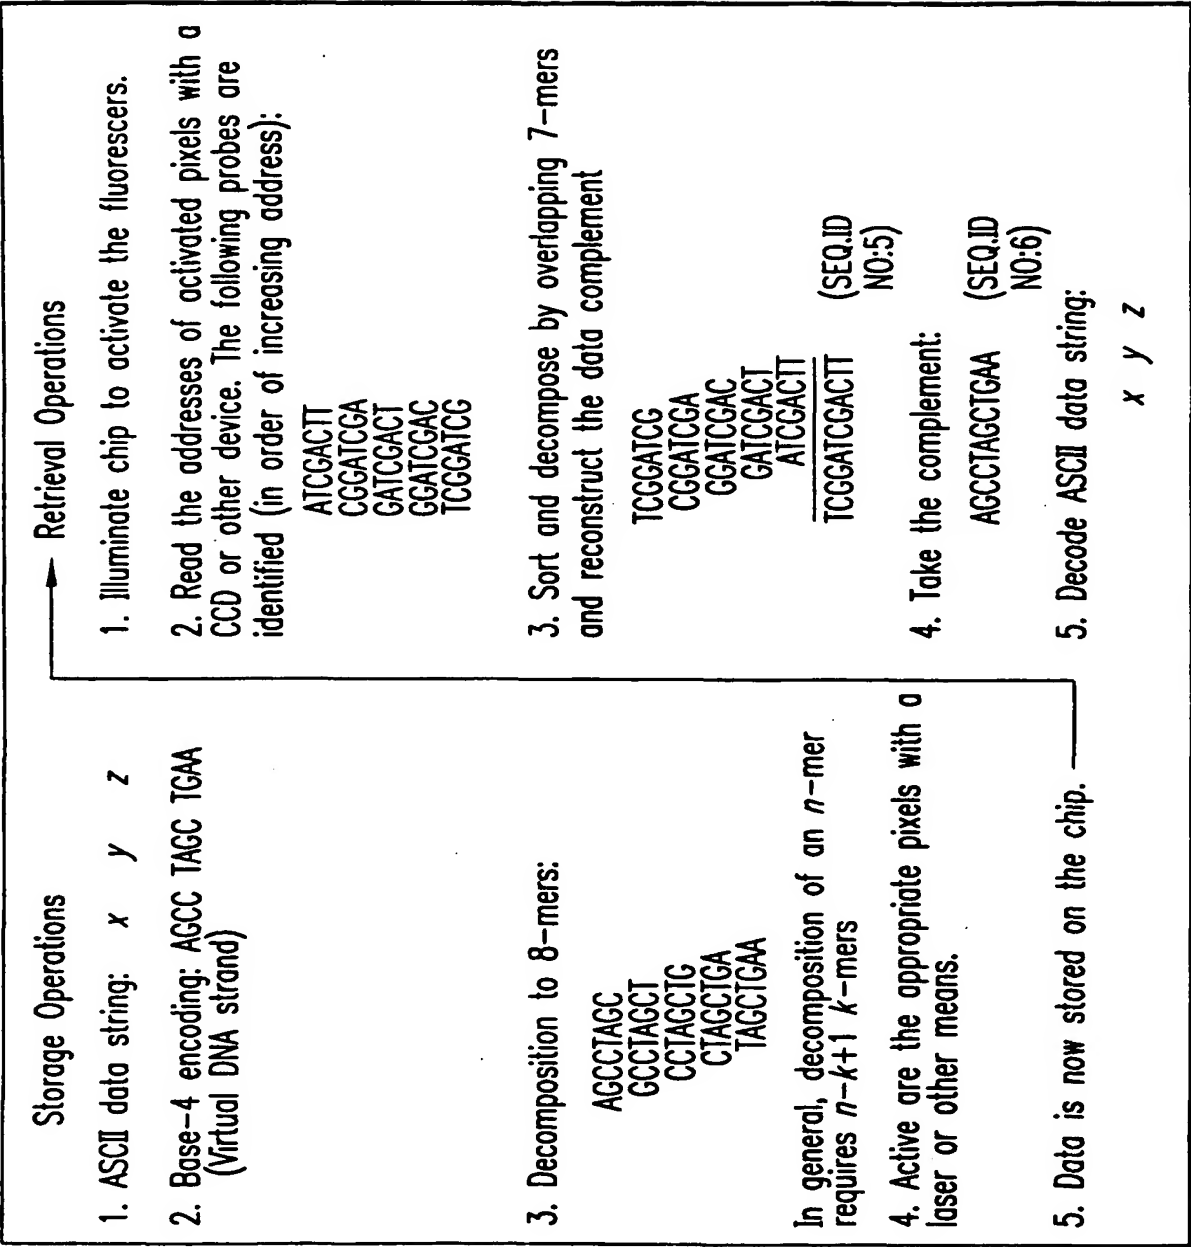 Storage Operations
1. ASCII data string: x y z
2. Base-4 encoding: AGCC TAGC TGAA
(Virtual DNA strand)
3. Decomposition to 8-mers:
AGCCTAGC
GCCTAGCT
CCTAGCTG
CTAGCTGA
TAGCTGAA
In general, decomposition of an n-mer
requires n-k+1 k-mers
4. Active are the appropriate pixels with a
laser or other means.
5. Data is now stored on the chip.
Retrieval Operations
1. Illuminate chip to activate the fluorescers.
2. Read the addresses of activated pixels with a
CCD or other device. The following probes are
identified (in order of increasing address):
ATCGACTT
CGGATCGA
GATCGACT
GGATCGAC
TCGGATCG
3. Sort and decompose by overlapping 7-mers
and reconstruct the data complement
TCGGATCG
CGGATCGA
GGATCGAC
GATCGACT
ATCGACTT
TCGGATCGACTT (SEQ.ID
NO:5)
4. Take the complement:
AGCCTAGCTGAA (SEQ.ID
NO:6)
5. Decode ASCII data string:
x y z